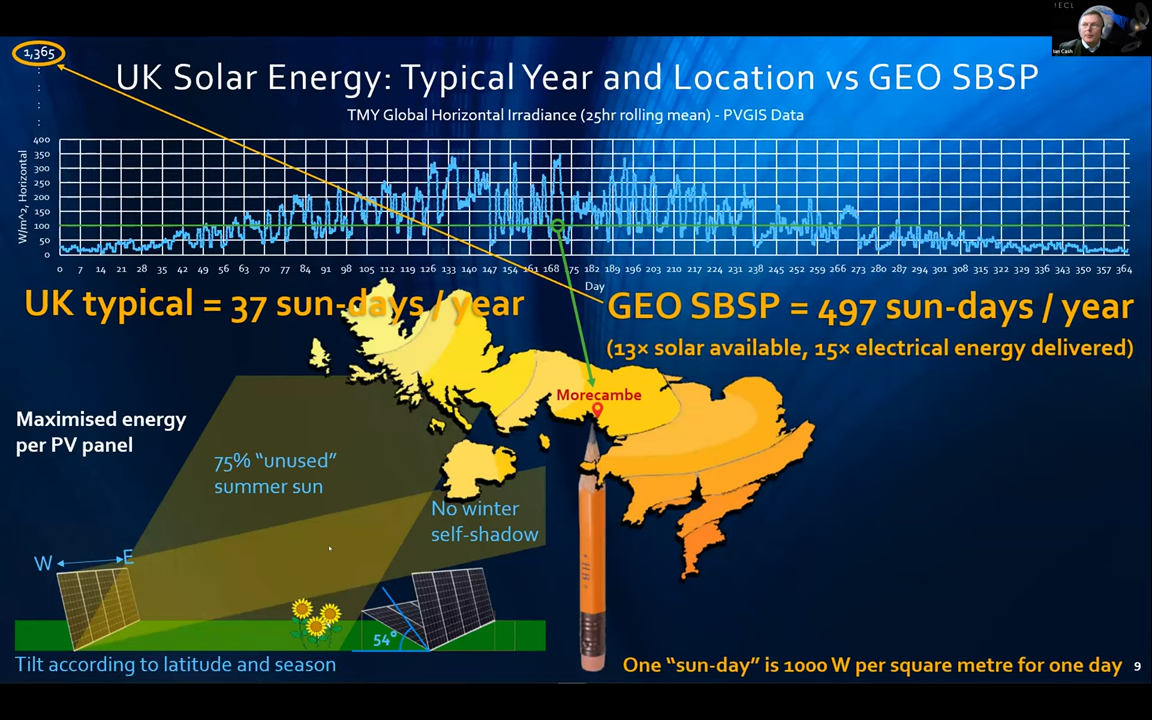 IECL
Ian Cash
1,365
UK Solar Energy: Typical Year and Location vs GEO SBSP
TMY Global Horizontal Irradiance (25hr rolling mean) - PVGIS Data
W/m^2, Horizontal
400
350
300
250
200
150
100
50
0
0 7 14 21 28 35 42 49 56 63 70 77 84 91 98 105 112 119 126 133 140 147 154 161 168 175 182 189 196 203 210 217 224 231 238 245 252 259 266 273 280 287 294 301 308 315 322 329 336 343 350 357 364
Day
UK typical = 37 sun-days / year
GEO SBSP = 497 sun-days / year
(13× solar available, 15× electrical energy delivered)
Morecambe
Maximised energy
per PV panel
75% “unused”
summer sun
No winter
self-shadow
W E
54°
HB
Tilt according to latitude and season
One “sun-day” is 1000 W per square metre for one day
9